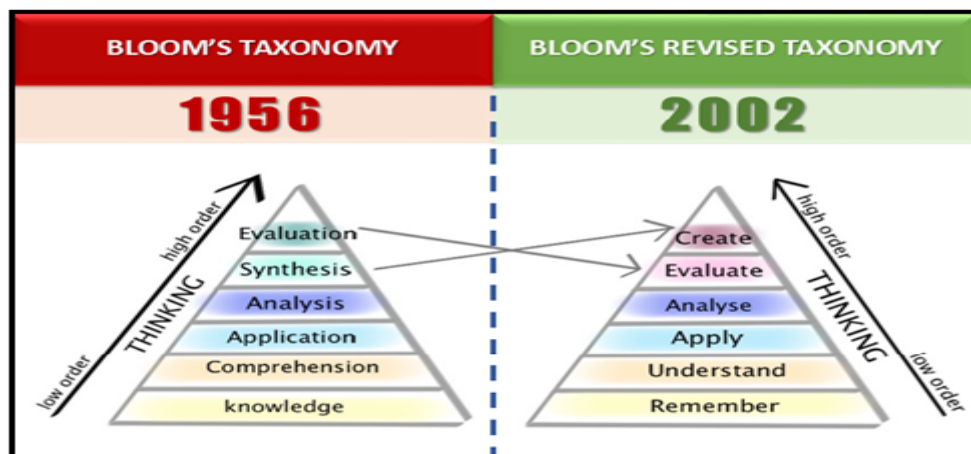 BLOOM'S TAXONOMY
BLOOM'S REVISED TAXONOMY
1956
2002
Evaluation
Synthesis
Analysis
Application
Comprehension
knowledge
low order
THINKING
high order
Create
Evaluate
Analyse
Apply
Understand
Remember
high order
THINKING
low order